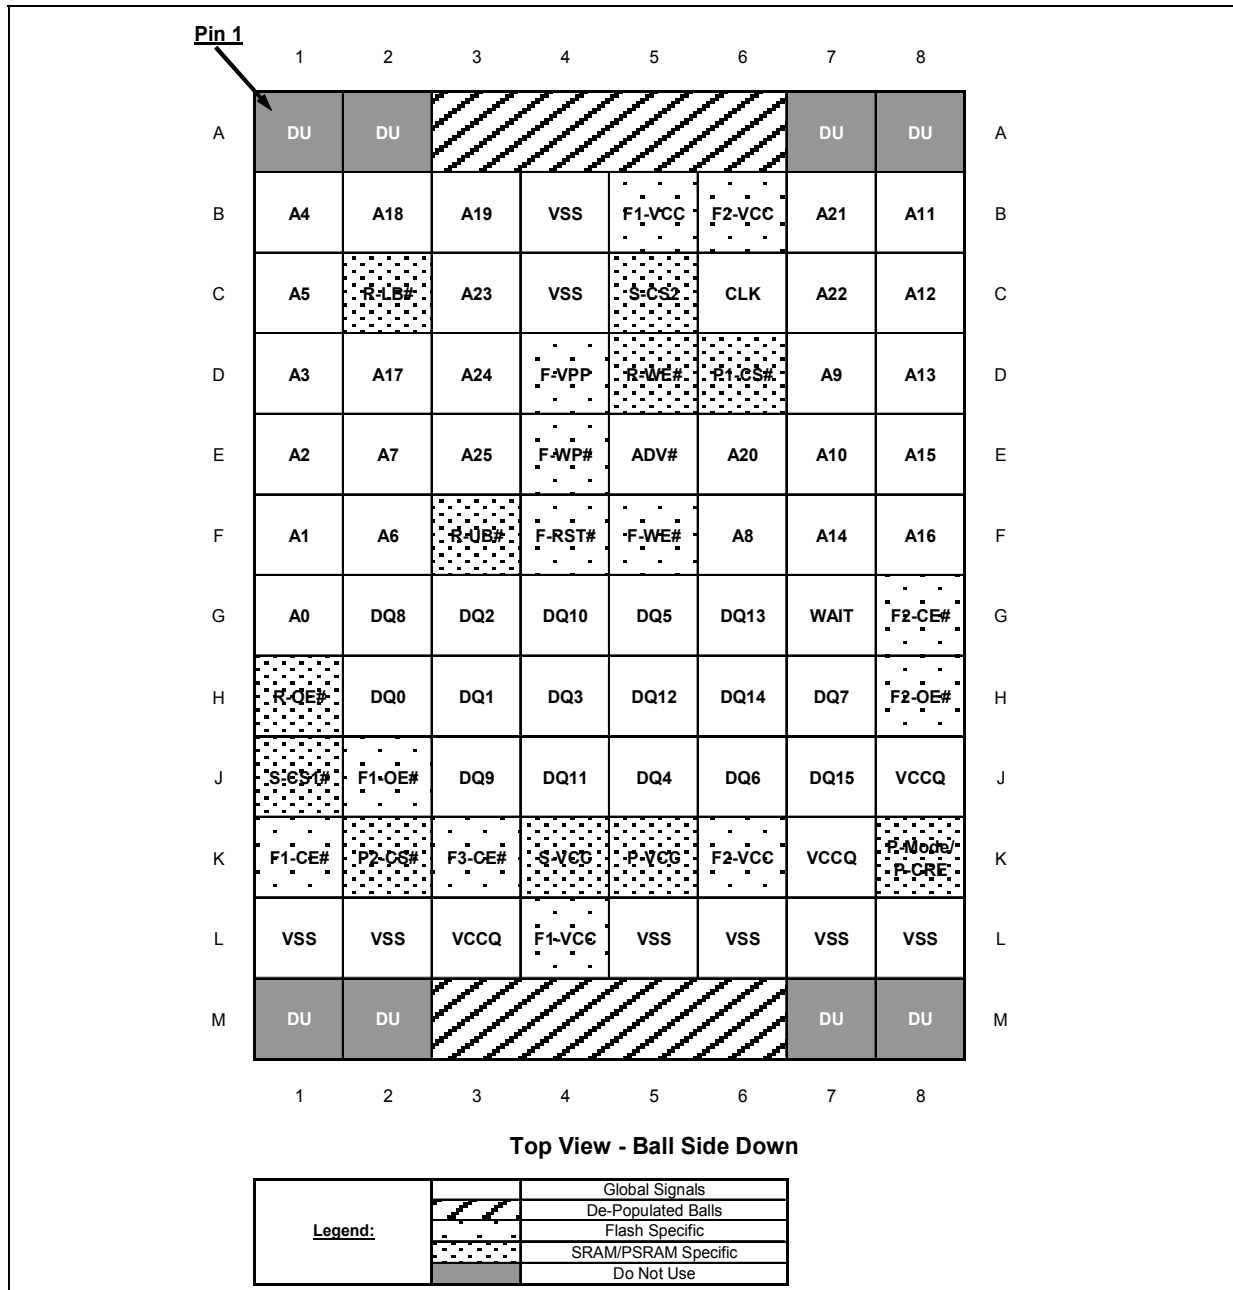 Pin 1
1 2 3 4 5 6 7 8
A DU DU DU DU A
B A4 A18 A19 VSS F1-VCC F2-VCC A21 A11 B
C A5 R-LB# A23 VSS S-CS2 CLK A22 A12 C
D A3 A17 A24 F-VPP R-WE# P1-CS# A9 A13 D
E A2 A7 A25 F-WP# ADV# A20 A10 A15 E
F A1 A6 R-UB# F-RST# F-WE# A8 A14 A16 F
G A0 DQ8 DQ2 DQ10 DQ5 DQ13 WAIT F2-CE# G
H R-OE# DQ0 DQ1 DQ3 DQ12 DQ14 DQ7 F2-OE# H
J S-CS1# F1-OE# DQ9 DQ11 DQ4 DQ6 DQ15 VCCQ J
K F1-CE# P2-CS# F3-CE# S-VCC P-VCC F2-VCC VCCQ P-Mode/ K
P-CRE
L VSS VSS VCCQ F1-VCC VSS VSS VSS VSS L
M DU DU DU DU M
1 2 3 4 5 6 7 8
Top View - Ball Side Down
Legend:
Global Signals
De-Populated Balls
Flash Specific
SRAM/PSRAM Specific
Do Not Use